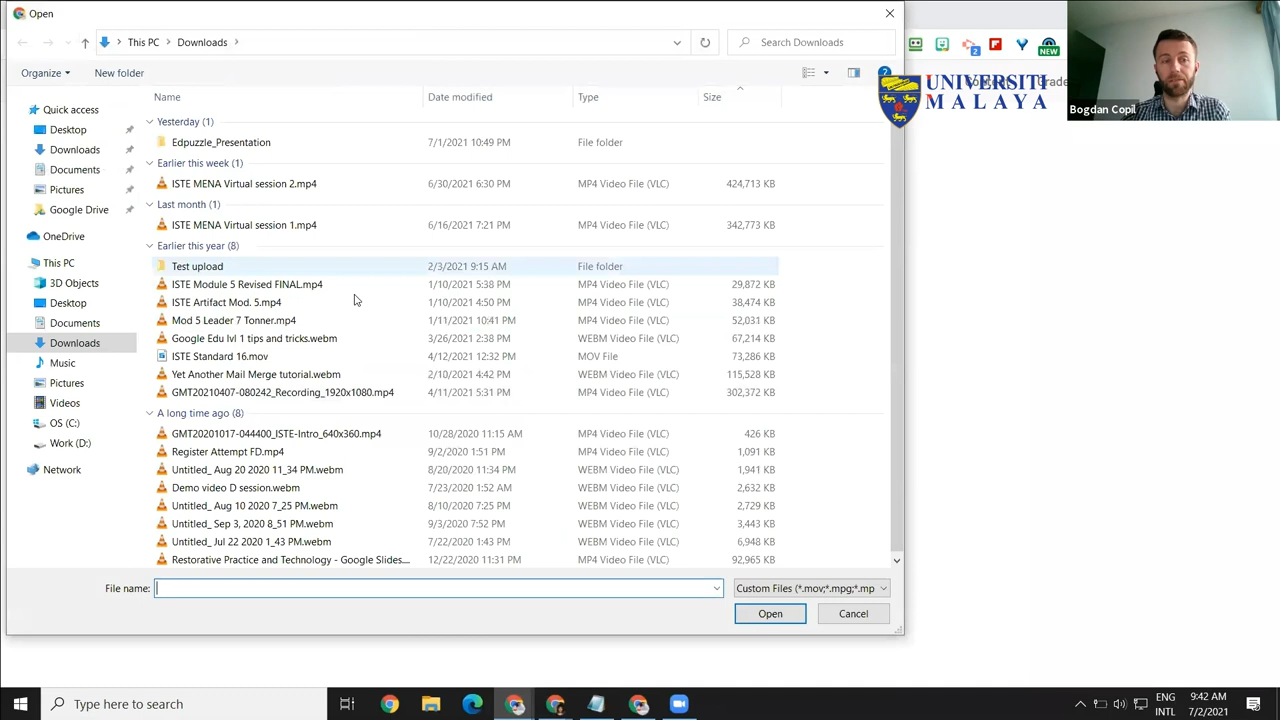 Open
This PC > Downloads >
Search Downloads
Organize
New folder
?
2
NEW
UNIVERSITI
MALAYA
Grade
Bogdan Copil
Name
Date modified
Type
Size
Quick access
Desktop
Downloads
Documents
Pictures
Google Drive
OneDrive
This PC
3D Objects
Desktop
Documents
Downloads
Music
Pictures
Videos
OS (C:)
Work (D:)
Network
Yesterday (1)
Edpuzzle_Presentation 7/1/2021 10:49 PM File folder
Earlier this week (1)
ISTE MENA Virtual session 2.mp4 6/30/2021 6:30 PM MP4 Video File (VLC) 424,713 KB
Last month (1)
ISTE MENA Virtual session 1.mp4 6/16/2021 7:21 PM MP4 Video File (VLC) 342,773 KB
Earlier this year (8)
Test upload 2/3/2021 9:15 AM File folder
ISTE Module 5 Revised FINAL.mp4 1/10/2021 5:38 PM MP4 Video File (VLC) 29,872 KB
ISTE Artifact Mod. 5.mp4 1/10/2021 4:50 PM MP4 Video File (VLC) 38,474 KB
Mod 5 Leader 7 Tonner.mp4 1/11/2021 10:41 PM MP4 Video File (VLC) 52,031 KB
Google Edu lvl 1 tips and tricks.webm 3/26/2021 2:38 PM WEBM Video File (VLC) 67,214 KB
ISTE Standard 16.mov 4/12/2021 12:32 PM MOV File 73,286 KB
Yet Another Mail Merge tutorial.webm 2/10/2021 4:42 PM WEBM Video File (VLC) 115,528 KB
GMT20210407-080242_Recording_1920x1080.mp4 4/11/2021 5:31 PM MP4 Video File (VLC) 302,372 KB
A long time ago (8)
GMT20201017-044400_ISTE-Intro_640x360.mp4 10/28/2020 11:15 AM MP4 Video File (VLC) 426 KB
Register Attempt FD.mp4 9/2/2020 1:51 PM MP4 Video File (VLC) 1,091 KB
Untitled_ Aug 20 2020 11_34 PM.webm 8/20/2020 11:34 PM WEBM Video File (VLC) 1,941 KB
Demo video D session.webm 7/23/2020 1:52 AM WEBM Video File (VLC) 2,632 KB
Untitled_ Aug 10 2020 7_25 PM.webm 8/10/2020 7:25 PM WEBM Video File (VLC) 2,729 KB
Untitled_ Sep 3, 2020 8_51 PM.webm 9/3/2020 7:52 PM WEBM Video File (VLC) 3,443 KB
Untitled_ Jul 22 2020 1_43 PM.webm 7/22/2020 1:43 PM WEBM Video File (VLC) 6,948 KB
Restorative Practice and Technology - Google Slides.... 12/22/2020 11:31 PM MP4 Video File (VLC) 92,965 KB
File name:
Custom Files (*.mov;*.mpg;*.mp
Open
Cancel
Type here to search
ENG
INTL
9:42 AM
7/2/2021